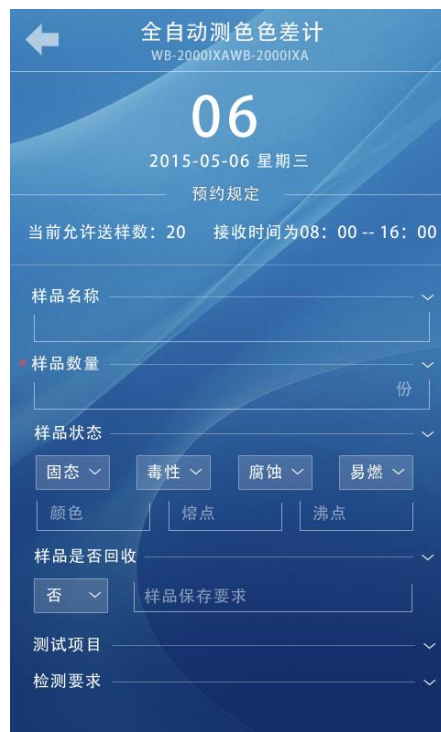 全自动测色色差计
WB-2000IXAWB-2000IXA
06
2015-05-06 星期三
预约规定
当前允许送样数：20 接收时间为08：00 -- 16：00
样品名称
*样品数量
份
样品状态
固态 毒性 腐蚀 易燃
颜色 熔点 沸点
样品是否回收
否 样品保存要求
测试项目
检测要求